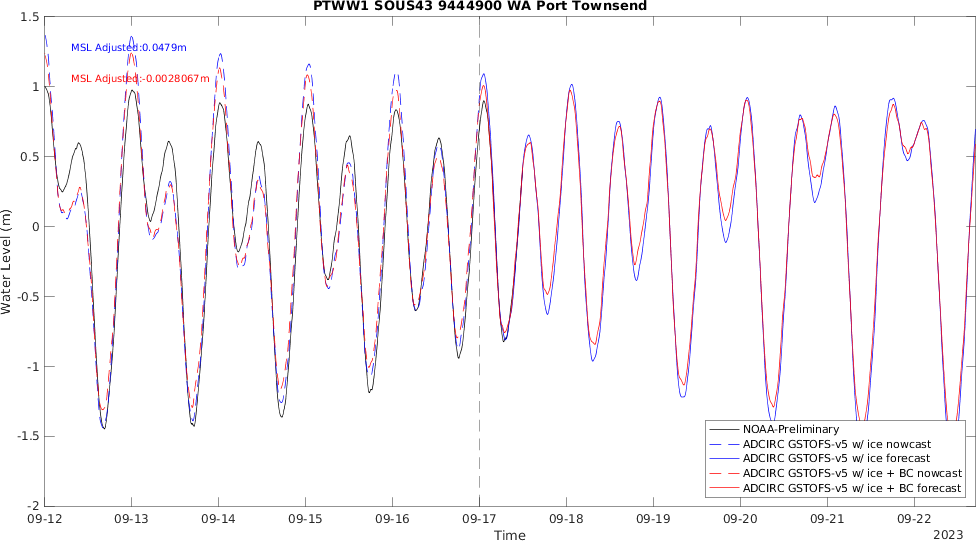 PTWW1 SOUS43 9444900 WA Port Townsend
1.5
1
0.5
0
-0.5
-1
-1.5
-2
Water Level (m)
MSL Adjusted:0.0479m
MSL Adjusted:-0.0028067m
NOAA-Preliminary
ADCIRC GSTOFS-v5 w/ ice nowcast
ADCIRC GSTOFS-v5 w/ ice forecast
ADCIRC GSTOFS-v5 w/ ice + BC nowcast
ADCIRC GSTOFS-v5 w/ ice + BC forecast
09-12 09-13 09-14 09-15 09-16 09-17 09-18 09-19 09-20 09-21 09-22
Time
2023